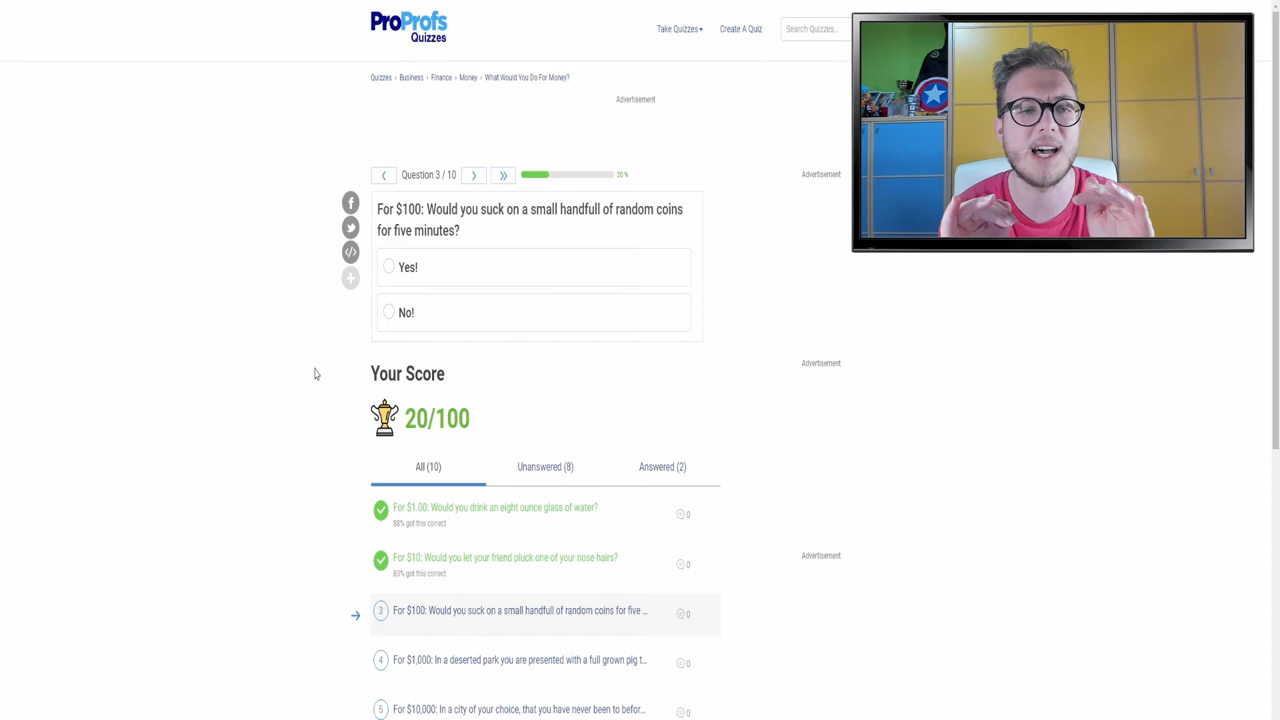 ProProfs
Quizzes
Take Quizzes
Create A Quiz
Search Quizzes..
Quizzes › Business › Finance › Money › What Would You Do For Money?
Advertisement
Question 3 / 10
30 %
Advertisement
For $100: Would you suck on a small handfull of random coins
for five minutes?
Yes!
No!
Your Score
Advertisement
20/100
All (10)
Unanswered (8)
Answered (2)
For $1.00: Would you drink an eight ounce glass of water?
0
88% got this correct
For $10: Would you let your friend pluck one of your nose hairs?
0
83% got this correct
Advertisement
3
For $100: Would you suck on a small handfull of random coins for five ...
0
4
For $1,000: In a deserted park you are presented with a full grown pig t...
0
5
For $10,000: In a city of your choice, that you have never been to befor...
0